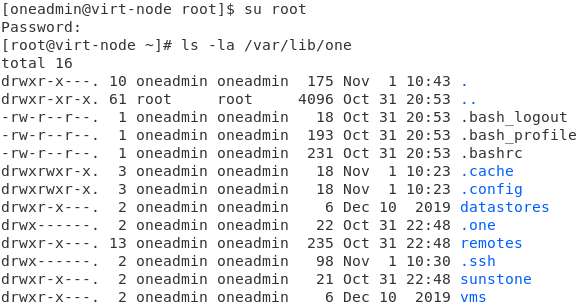 [oneadmin@virt-node root]$ su root
Password:
[root@virt-node ~]# ls -la /var/lib/one
total 16
drwxr-x---. 10 oneadmin oneadmin  175 Nov  1 10:43 .
drwxr-xr-x. 61 root     root     4096 Oct 31 20:53 ..
-rw-r--r--.  1 oneadmin oneadmin   18 Oct 31 20:53 .bash_logout
-rw-r--r--.  1 oneadmin oneadmin  193 Oct 31 20:53 .bash_profile
-rw-r--r--.  1 oneadmin oneadmin  231 Oct 31 20:53 .bashrc
drwxrwxr-x.  3 oneadmin oneadmin   18 Nov  1 10:23 .cache
drwxrwxr-x.  3 oneadmin oneadmin   18 Nov  1 10:23 .config
drwxr-x---.  2 oneadmin oneadmin    6 Dec 10  2019 datastores
drwx------.  2 oneadmin oneadmin   22 Oct 31 22:48 .one
drwxr-x---. 13 oneadmin oneadmin  235 Oct 31 22:48 remotes
drwx------.  2 oneadmin oneadmin   98 Nov  1 10:30 .ssh
drwxr-x---.  2 oneadmin oneadmin   21 Oct 31 22:48 sunstone
drwxr-x---.  2 oneadmin oneadmin    6 Dec 10  2019 vms